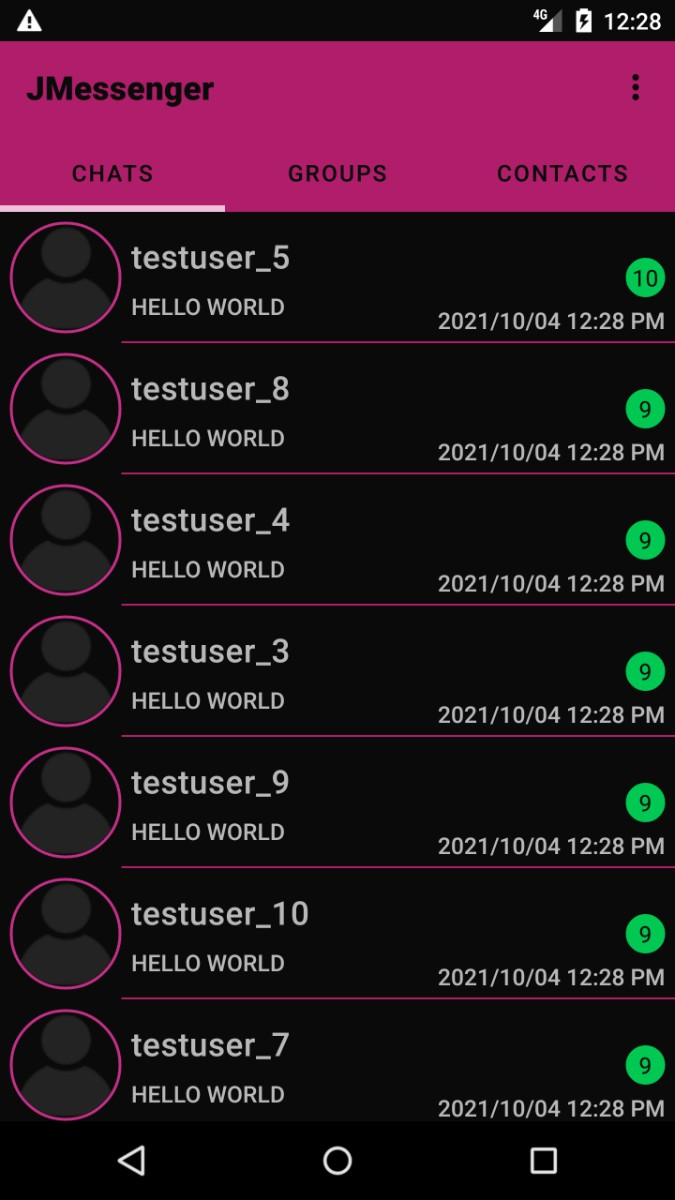 4G 12:28
JMessenger
CHATS GROUPS CONTACTS
testuser_5
10
HELLO WORLD
2021/10/04 12:28 PM
testuser_8
9
HELLO WORLD
2021/10/04 12:28 PM
testuser_4
9
HELLO WORLD
2021/10/04 12:28 PM
testuser_3
9
HELLO WORLD
2021/10/04 12:28 PM
testuser_9
9
HELLO WORLD
2021/10/04 12:28 PM
testuser_10
9
HELLO WORLD
2021/10/04 12:28 PM
testuser_7
9
HELLO WORLD
2021/10/04 12:28 PM